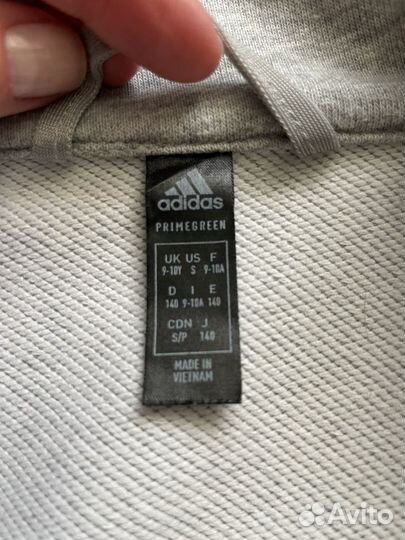 adidas
PRIMEGREEN
UK US F
9-10Y S 9-10A
D I E
140 9-10A 140
CDN J
S/P 140
MADE IN
VIETNAM
Avito